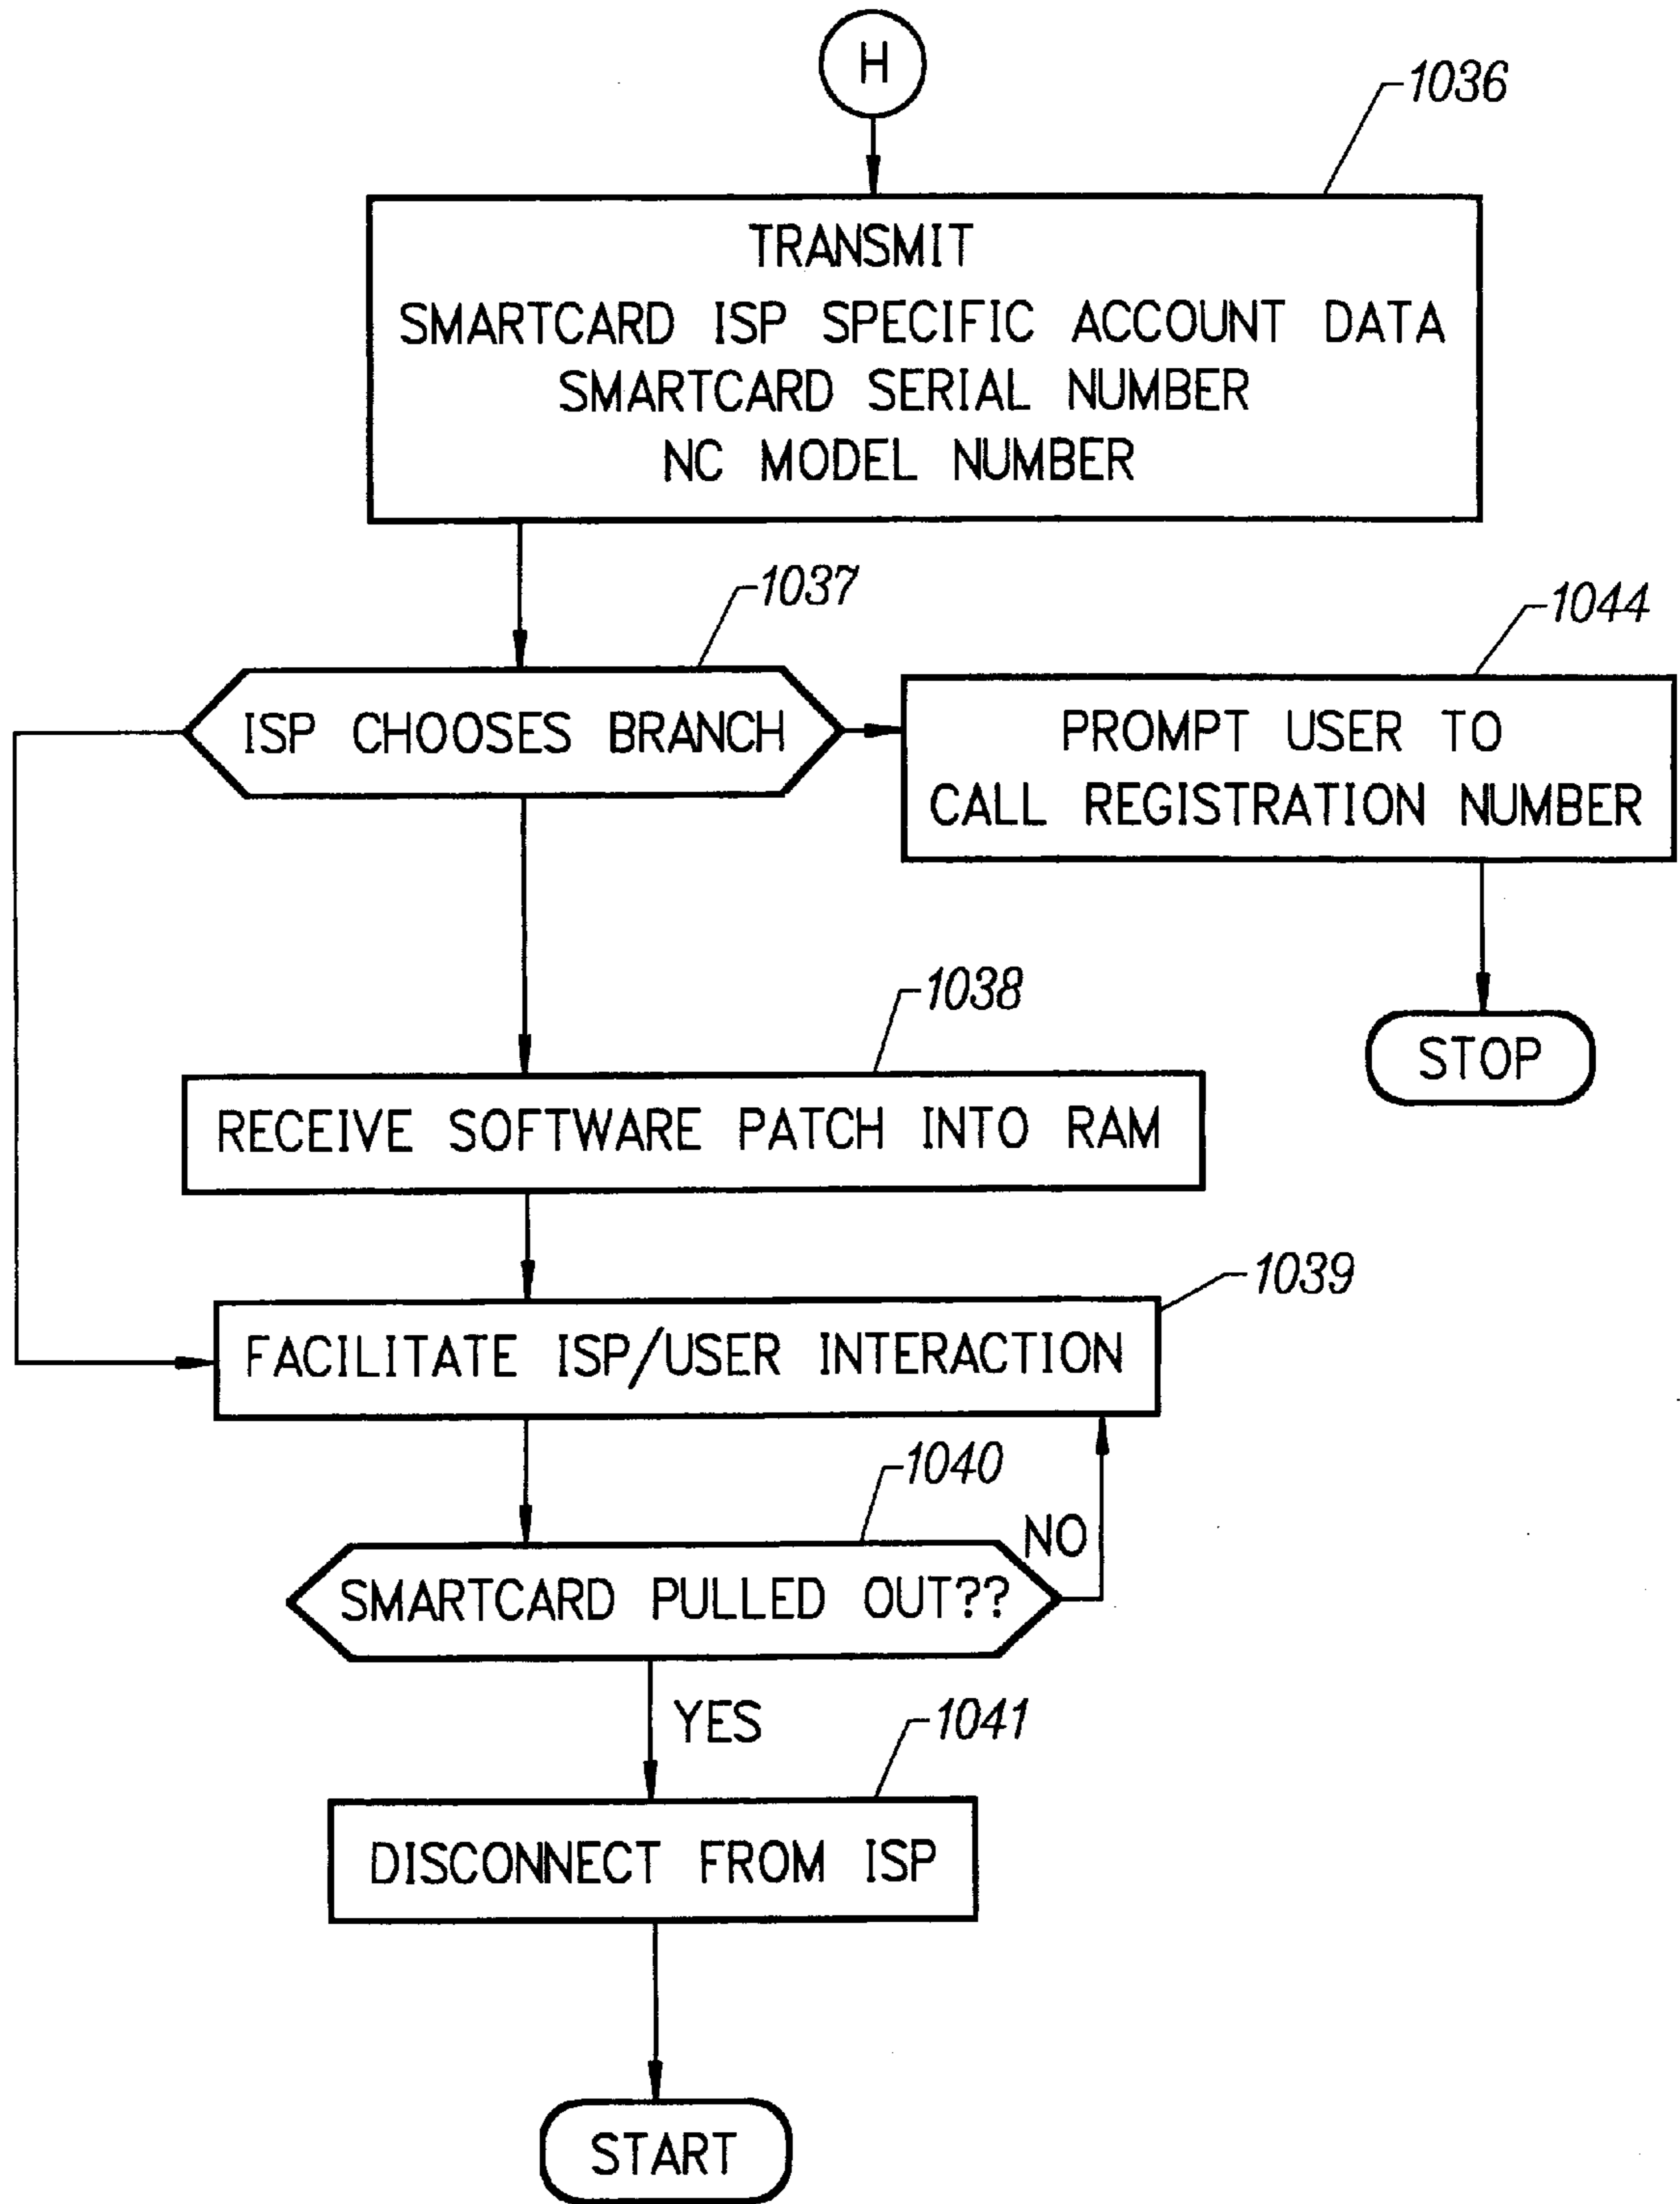 H
1036
TRANSMIT
SMARTCARD ISP SPECIFIC ACCOUNT DATA
SMARTCARD SERIAL NUMBER
NC MODEL NUMBER
1037
ISP CHOOSES BRANCH
1044
PROMPT USER TO
CALL REGISTRATION NUMBER
STOP
1038
RECEIVE SOFTWARE PATCH INTO RAM
1039
FACILITATE ISP/USER INTERACTION
1040
NO
SMARTCARD PULLED OUT??
YES
1041
DISCONNECT FROM ISP
START